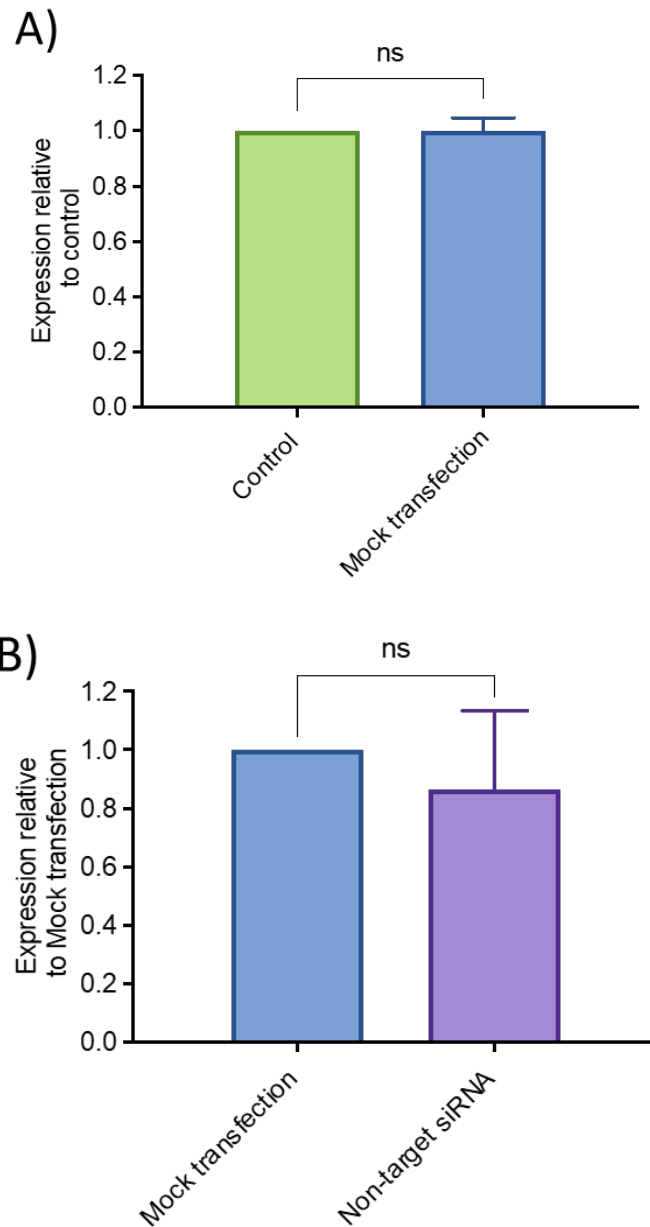 A)
ns
1.2
1.0
0.8
0.6
0.4
0.2
0.0
Expression relative
to control
Control
Mock transfection
B)
ns
1.2
1.0
0.8
0.6
0.4
0.2
0.0
Expression relative
to Mock transfection
Mock transfection
Non-target siRNA